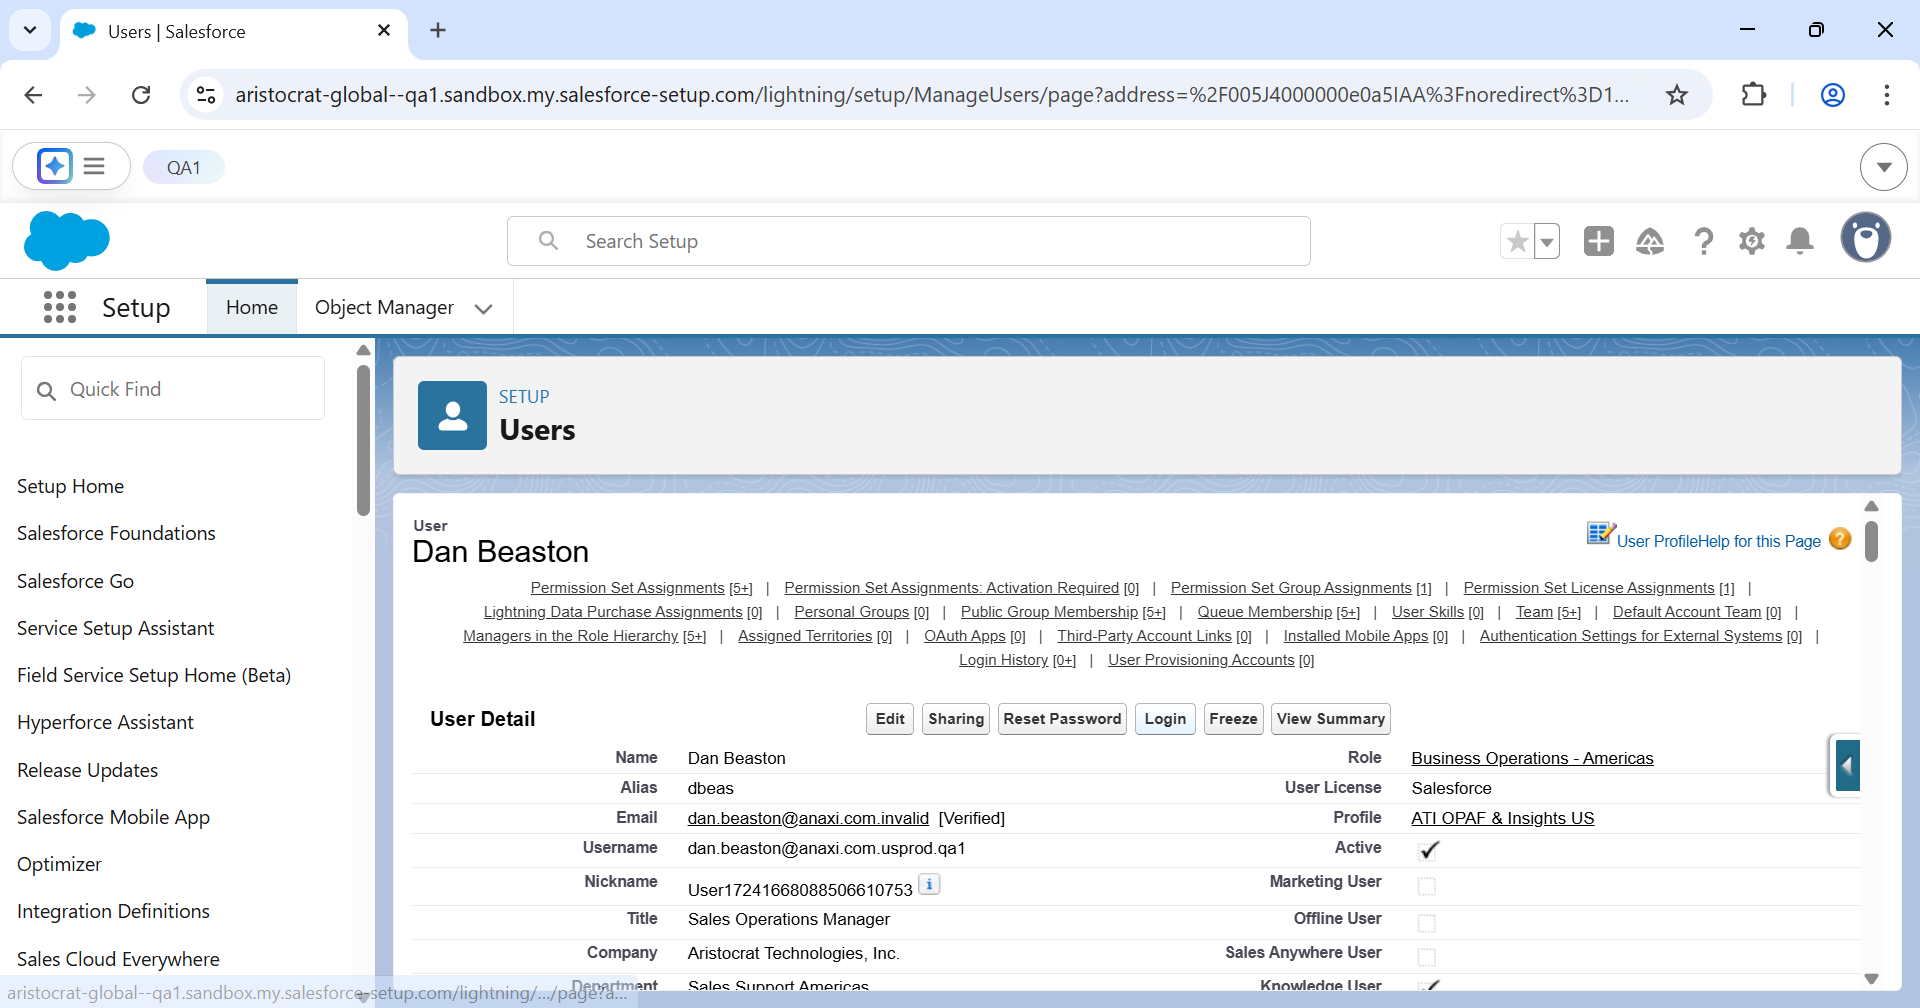 Users | Salesforce
aristocrat-global--qa1.sandbox.my.salesforce-setup.com/lightning/setup/ManageUsers/page?address=%2F005J4000000e0a5IAA%3Fnoredirect%3D1...
QA1
Search Setup
Setup
Home
Object Manager
Quick Find
Setup Home
Salesforce Foundations
Salesforce Go
Service Setup Assistant
Field Service Setup Home (Beta)
Hyperforce Assistant
Release Updates
Salesforce Mobile App
Optimizer
Integration Definitions
Sales Cloud Everywhere
SETUP
Users
User
Dan Beaston
User Profile Help for this Page
Permission Set Assignments [5+] | Permission Set Assignments: Activation Required [0] | Permission Set Group Assignments [1] | Permission Set License Assignments [1] |
Lightning Data Purchase Assignments [0] | Personal Groups [0] | Public Group Membership [5+] | Queue Membership [5+] | User Skills [0] | Team [5+] | Default Account Team [0] |
Managers in the Role Hierarchy [5+] | Assigned Territories [0] | OAuth Apps [0] | Third-Party Account Links [0] | Installed Mobile Apps [0] | Authentication Settings for External Systems [0] |
Login History [0+] | User Provisioning Accounts [0]
User Detail
Edit Sharing Reset Password Login Freeze View Summary
Name Dan Beaston Role Business Operations - Americas
Alias dbeas User License Salesforce
Email dan.beaston@anaxi.com.invalid [Verified] Profile ATI OPAF & Insights US
Username dan.beaston@anaxi.com.usprod.qa1 Active
Nickname User17241668088506610753 Marketing User
Title Sales Operations Manager Offline User
Company Aristocrat Technologies, Inc. Sales Anywhere User
Department Sales Support Americas Knowledge User
aristocrat-global--qa1.sandbox.my.salesforce-setup.com/lightning/.../page?a...